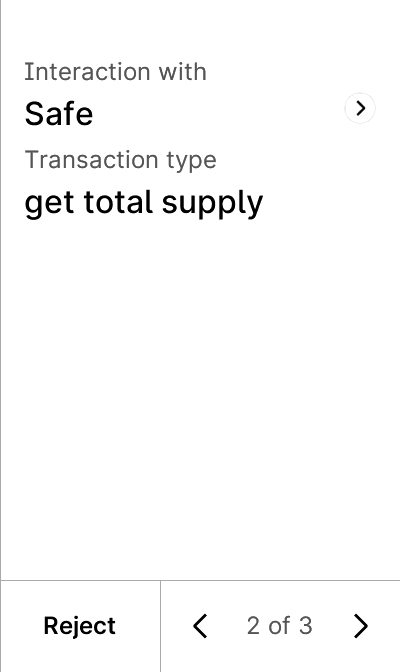 Interaction with
Safe
Transaction type
get total supply
Reject
2 of 3